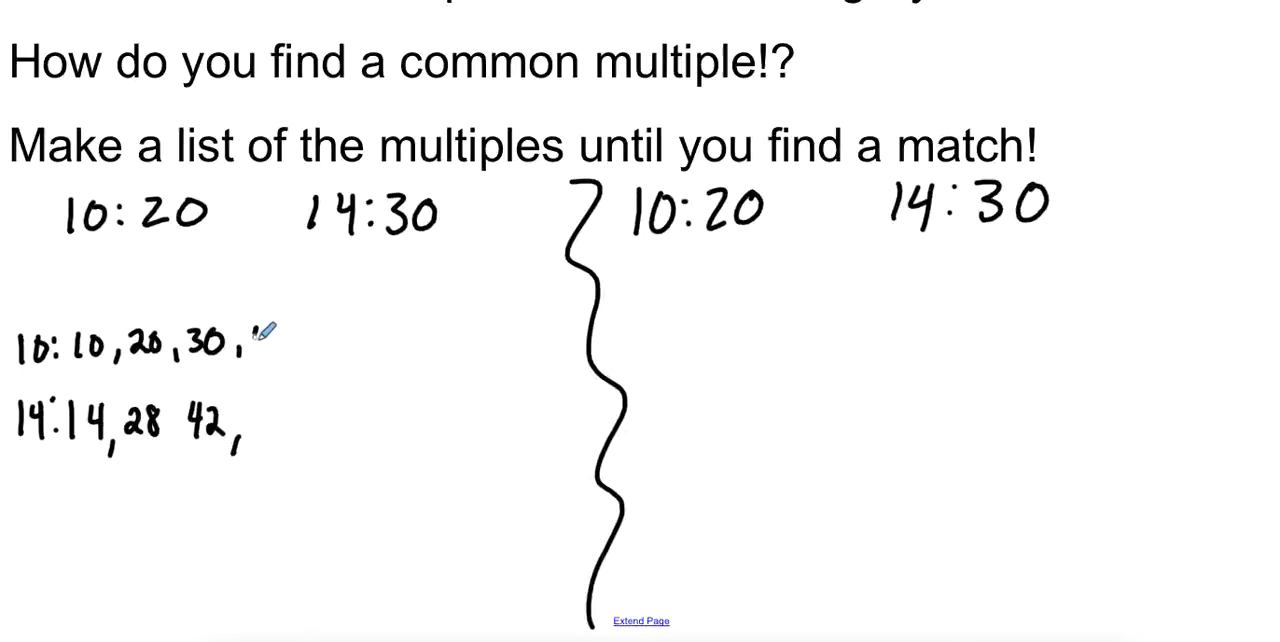 How do you find a common multiple!?
Make a list of the multiples until you find a match!
10:20 14:30 10:20 14:30
10: 10, 20, 30,
14: 14, 28 42,
Extend Page